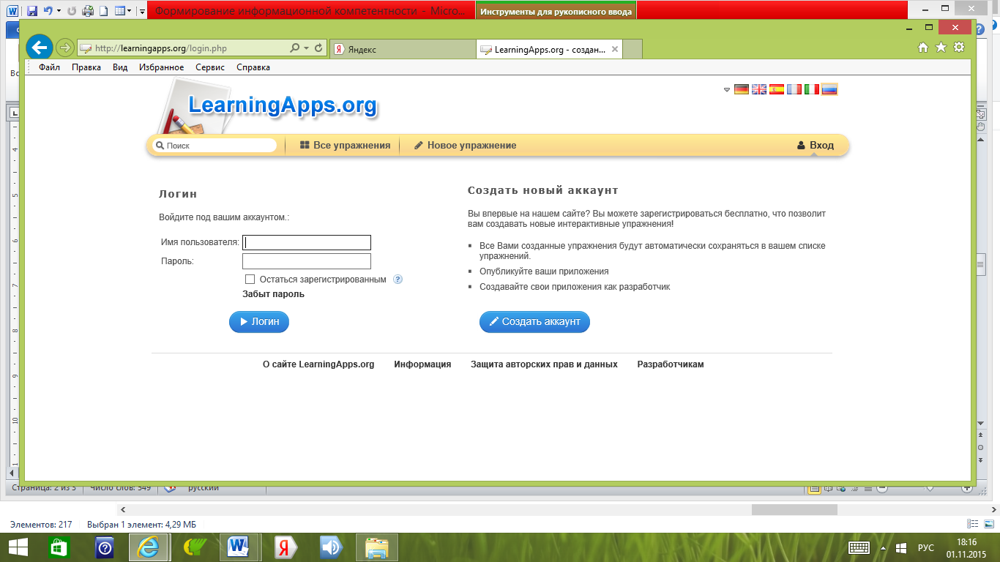 Формирование информационной компетентности - Micro...
Инструменты для рукописного ввода
http://learningapps.org/login.php
Яндекс
LearningApps.org - создан...
Файл Правка Вид Избранное Сервис Справка
LearningApps.org
Поиск
Все упражнения
Новое упражнение
Вход
Логин
Войдите под вашим аккаунтом.:
Имя пользователя:
Пароль:
Остаться зарегистрированным
Забыт пароль
Логин
Создать новый аккаунт
Вы впервые на нашем сайте? Вы можете зарегистрироваться бесплатно, что позволит
вам создавать новые интерактивные упражнения!
Все Вами созданные упражнения будут автоматически сохраняться в вашем списке
упражнений.
Опубликуйте ваши приложения
Создавайте свои приложения как разработчик
Создать аккаунт
О сайте LearningApps.org Информация Защита авторских прав и данных Разработчикам
Страница: 2 из 3 Число слов: 549 русский
Элементов: 217 Выбран 1 элемент: 4,29 МБ
РУС
18:16
01.11.2015